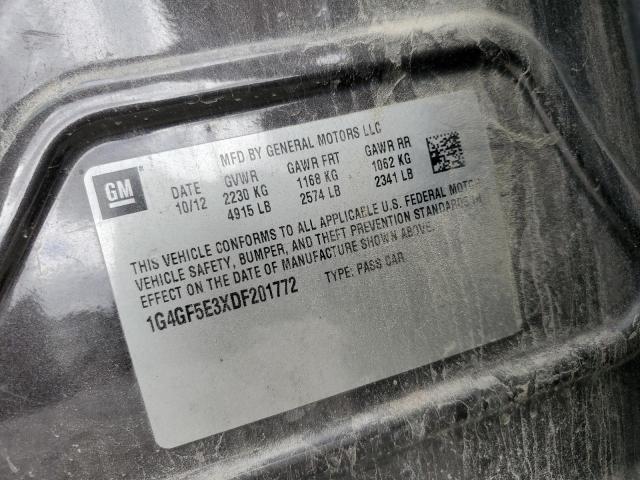 GM
MFD BY GENERAL MOTORS LLC
DATE GVWR GAWR FRT GAWR RR
10/12 2230 KG 1168 KG 1062 KG
4915 LB 2574 LB 2341 LB
THIS VEHICLE CONFORMS TO ALL APPLICABLE U.S. FEDERAL MOTOR
VEHICLE SAFETY, BUMPER, AND THEFT PREVENTION STANDARDS IN
EFFECT ON THE DATE OF MANUFACTURE SHOWN ABOVE.
1G4GF5E3XDF201772 TYPE: PASS CAR